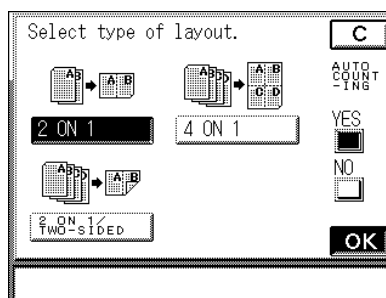 Select type of layout.
C
A B
A B
A B
C D
AUTO
COUNT
-ING
2 ON 1
4 ON 1
YES
NO
A B
2 ON 1/
TWO-SIDED
OK